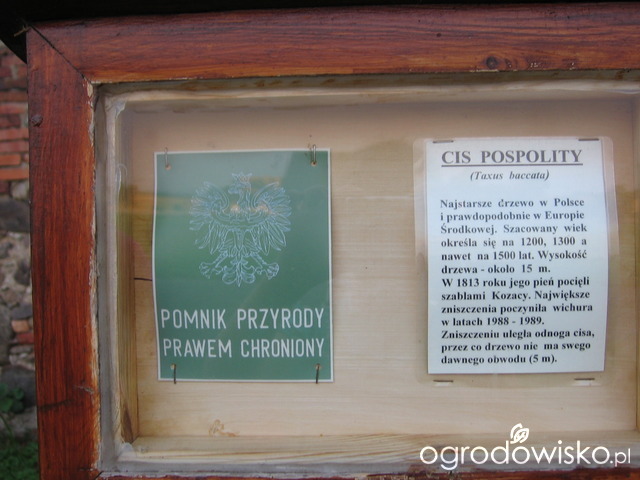 POMNIK PRZYRODY
PRAWEM CHRONIONY
CIS POSPOLITY
(Taxus baccata)
Najstarsze drzewo w Polsce
i prawdopodobnie w Europie
Środkowej. Szacowany wiek
określa się na 1200, 1300 a
nawet na 1500 lat. Wysokość
drzewa - około 15 m.
W 1813 roku jego pień pocięli
szablami Kozacy. Największe
zniszczenia poczyniła wichura
w latach 1988 - 1989.
Zniszczeniu uległa odnoga cisa,
przez co drzewo nie ma swego
dawnego obwodu (5 m).
ogrodowisko.pl